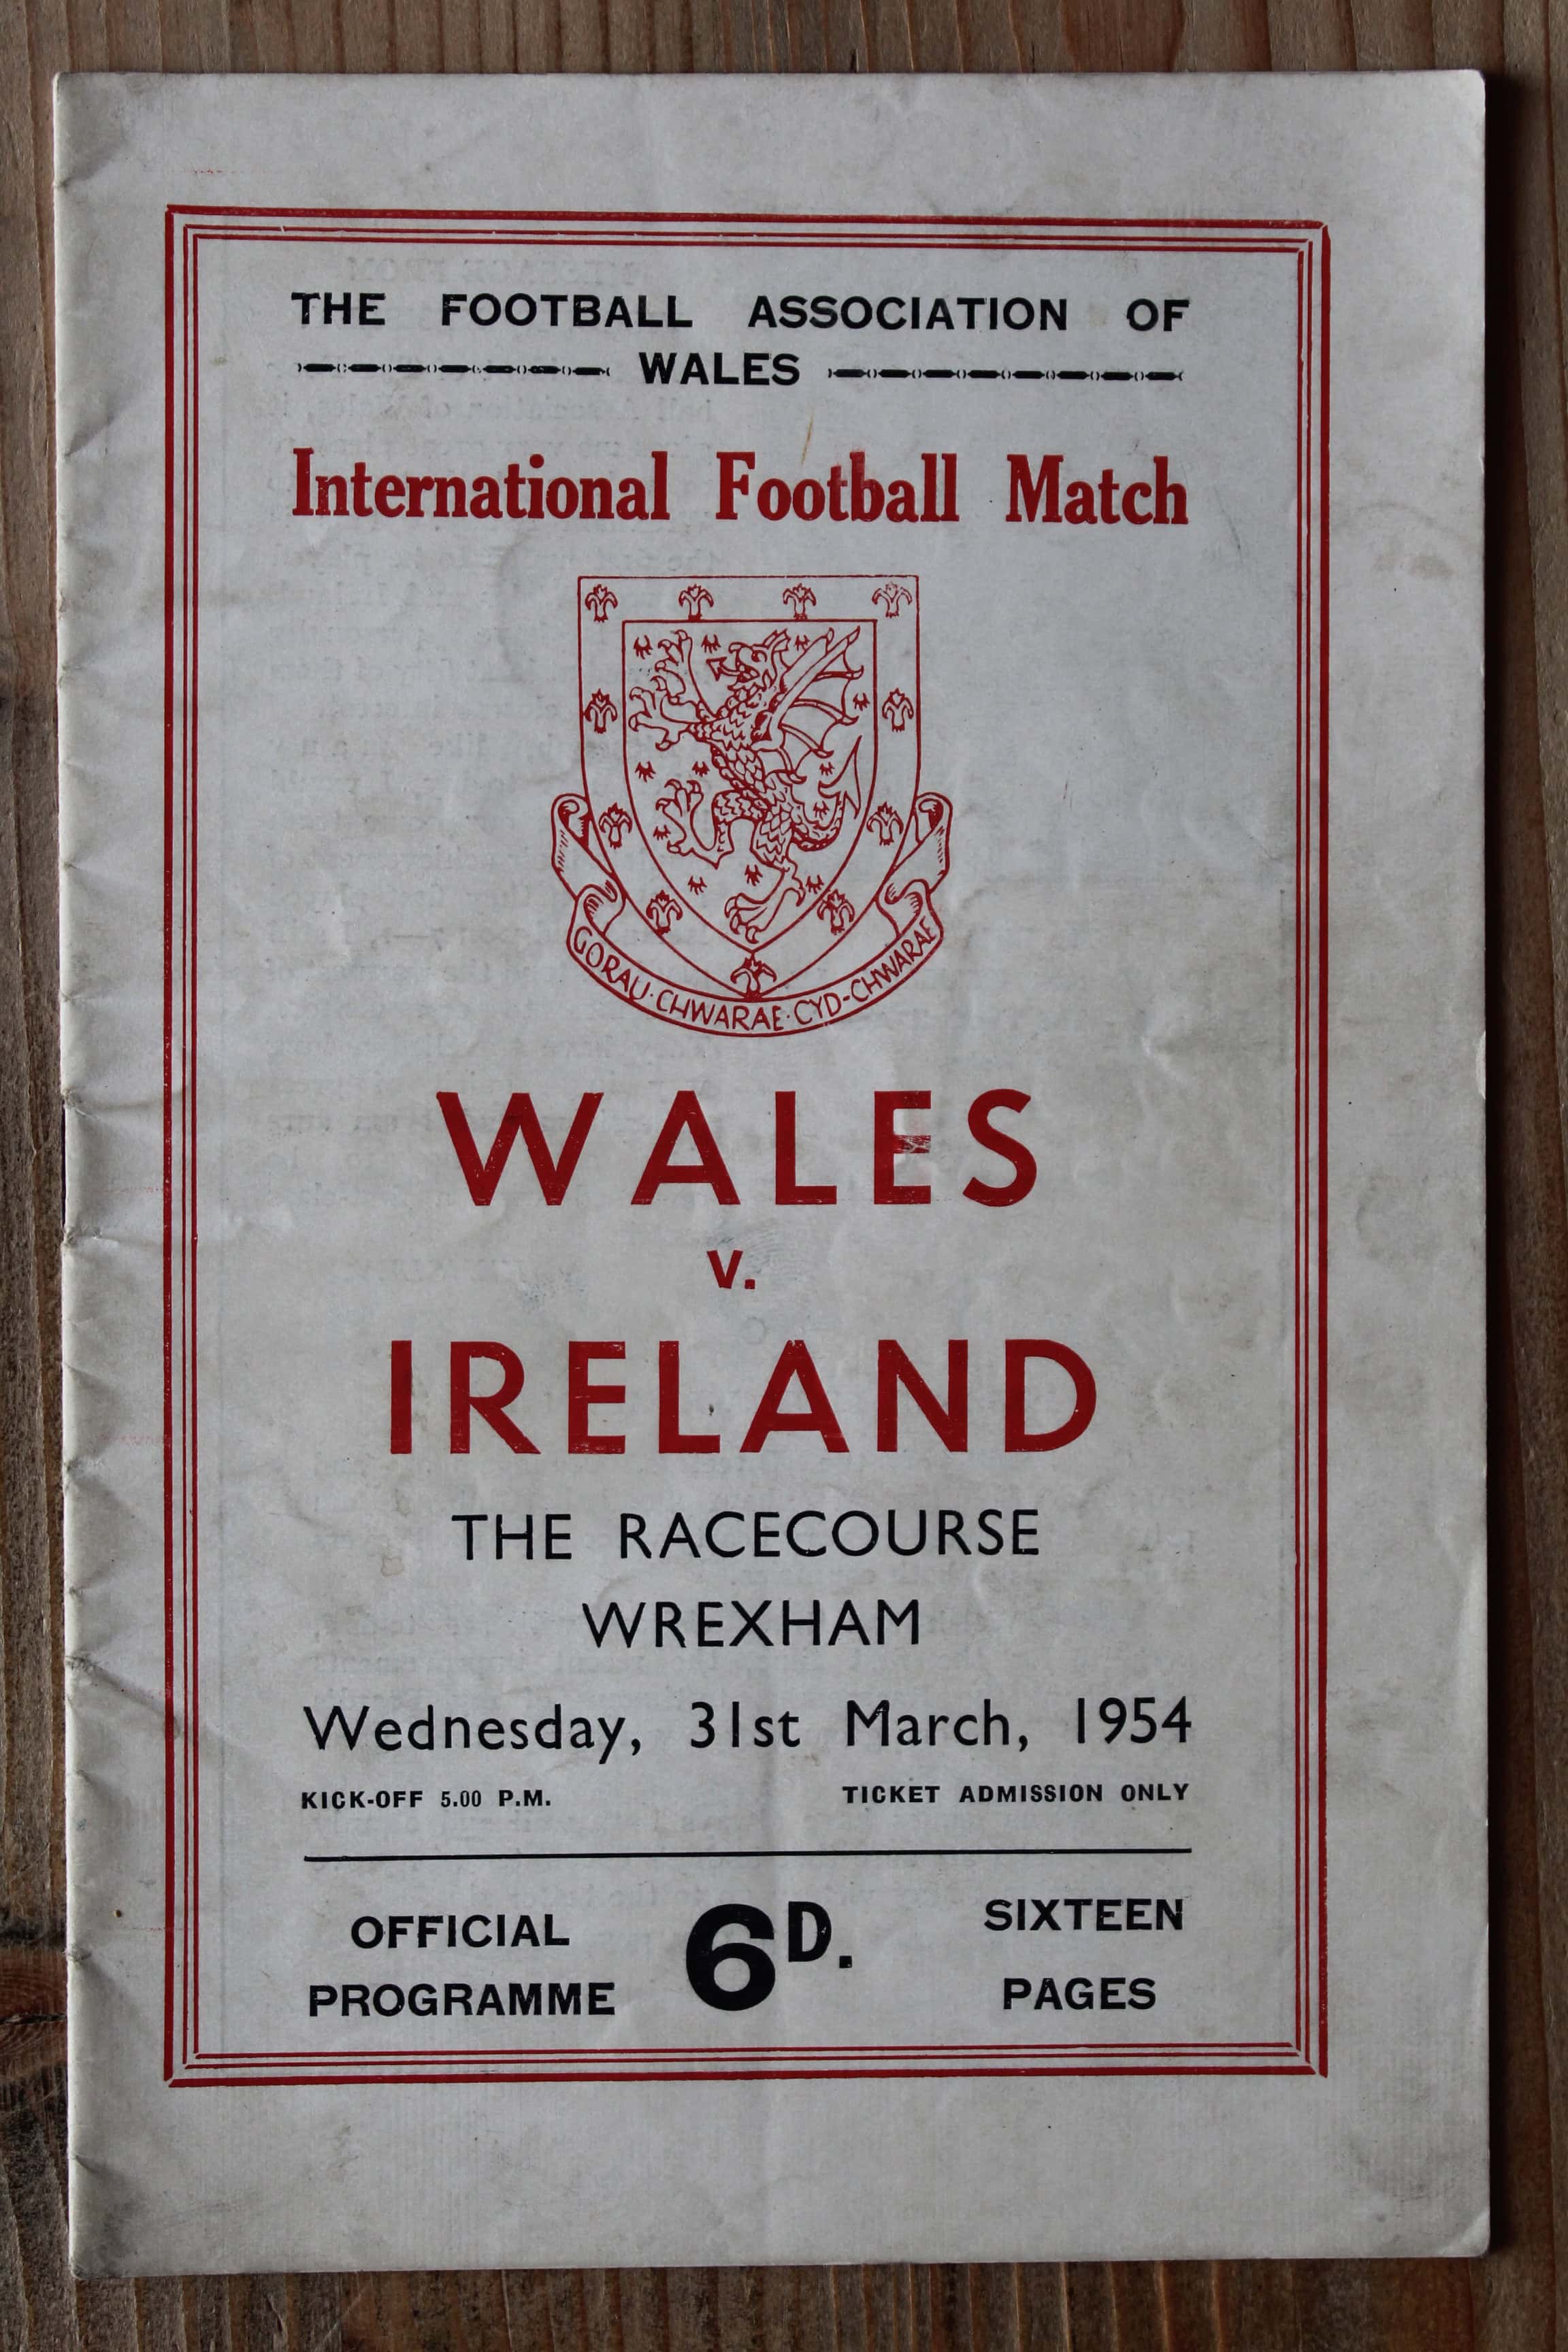 THE FOOTBALL ASSOCIATION OF
WALES
International Football Match
GORAU · CHWARAE · CYD-CHWARAE
WALES
v.
IRELAND
THE RACECOURSE
WREXHAM
Wednesday, 31st March, 1954
KICK-OFF 5.00 P.M. TICKET ADMISSION ONLY
OFFICIAL PROGRAMME 6D. SIXTEEN PAGES